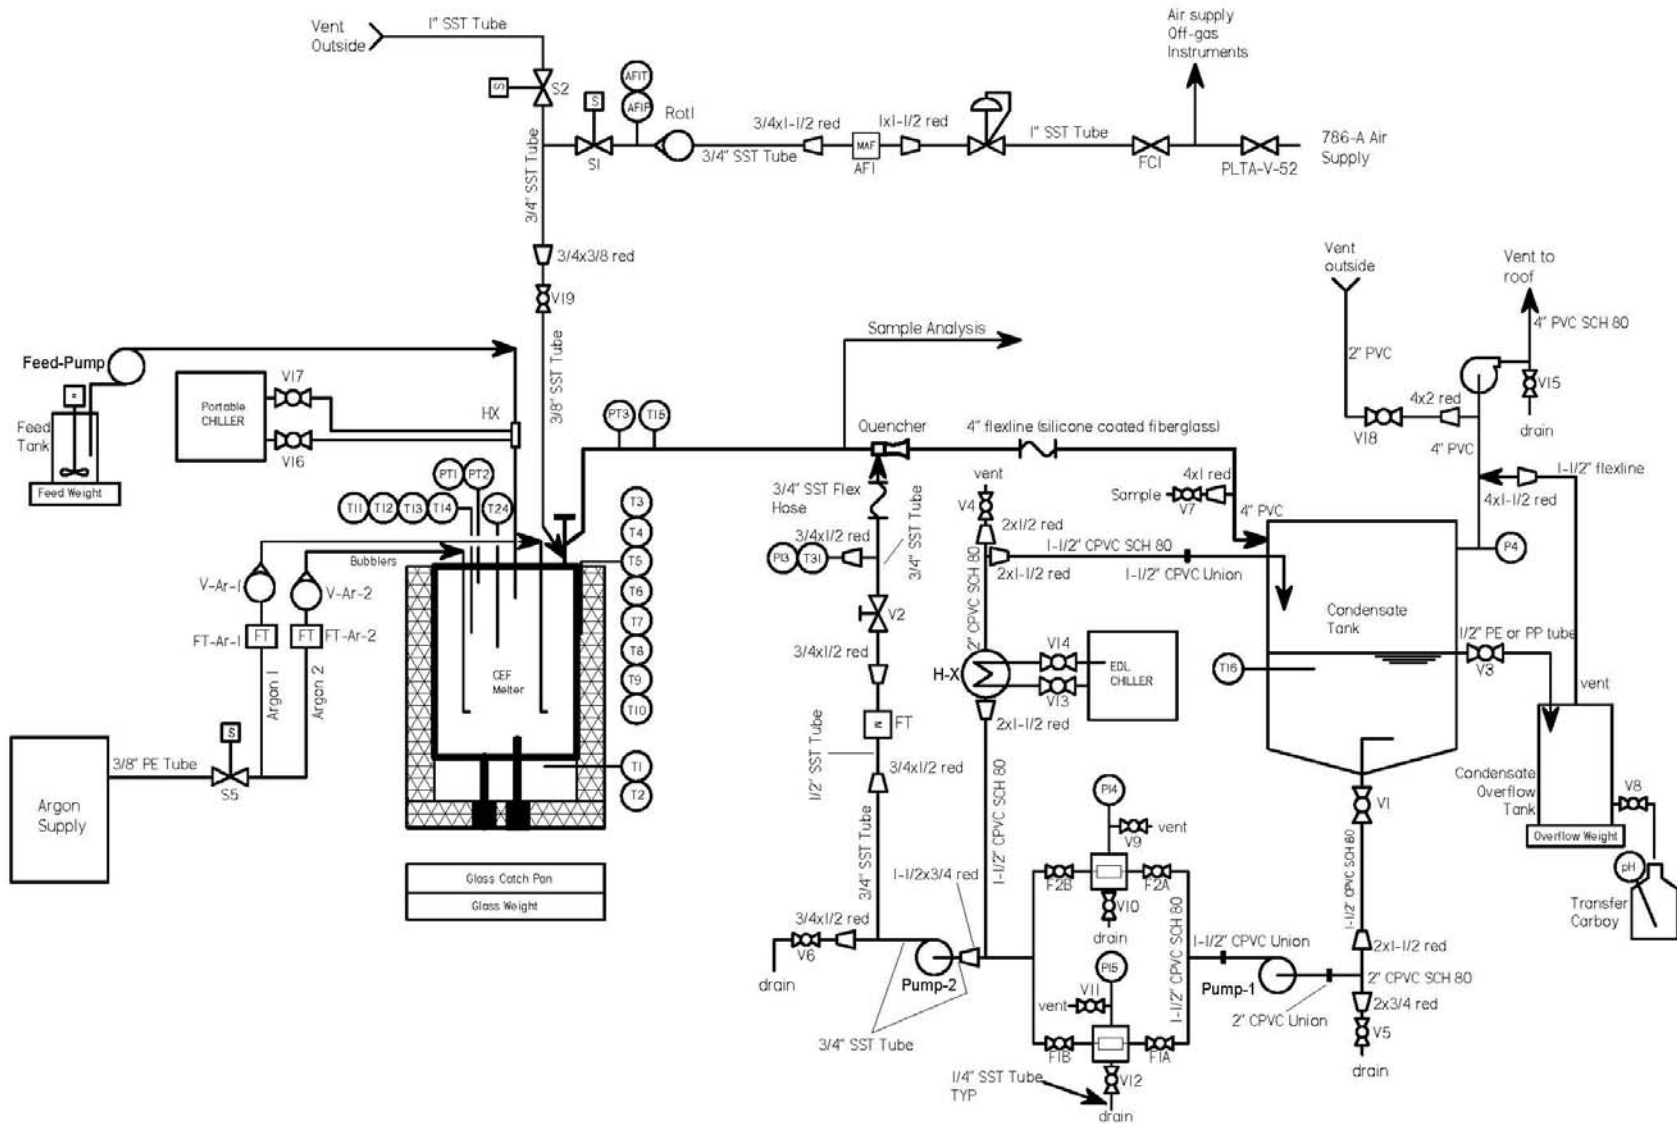 Vent
Outside
1" SST Tube
Air supply
Off-gas
Instruments
S
S2
S
AFIT
AFIP
Rot1
3/4x1-1/2 red
1x1-1/2 red
1" SST Tube
786-A Air
Supply
3/4" SST Tube
S1
3/4" SST Tube
MAF
AF1
FC1
PLTA-V-52
3/4x3/8 red
V19
Vent
outside
Vent to
roof
4" PVC SCH 80
2" PVC
Sample Analysis
3/8" SST Tube
Feed-Pump
V17
Portable
CHILLER
HX
V16
Feed
Tank
Feed Weight
PT3
T15
Quencher
4" flexline (silicone coated fiberglass)
V15
drain
4x2 red
V18
4" PVC
1-1/2" flexline
4x1-1/2 red
PT1
PT2
T11
T12
T13
T14
T24
T3
T4
T5
T6
T7
T8
T9
T10
T1
T2
3/4" SST Flex
Hose
3/4" SST Tube
vent
V4
4x1 red
Sample
V7
4" PVC
2x1/2 red
3/4x1/2 red
P13
T31
1-1/2" CPVC SCH 80
2x1-1/2 red
1-1/2" CPVC Union
P4
Bubblers
V-Ar-1
V-Ar-2
FT-Ar-1
FT
FT
FT-Ar-2
CEF
Melter
Argon 1
Argon 2
V2
2" CPVC SCH 80
Condensate
Tank
1/2" PE or PP tube
V3
T16
3/4x1/2 red
H-X
V14
V13
EDL
CHILLER
2x1-1/2 red
vent
M
FT
1/2" SST Tube
3/4x1/2 red
S
3/8" PE Tube
S5
Argon
Supply
1-1/2" CPVC SCH 80
P14
vent
V9
V1
Condensate
Overflow
Tank
V8
Overflow Weight
pH
Transfer
Carboy
Glass Catch Pan
Glass Weight
3/4" SST Tube
1-1/2x3/4 red
F2B
F2A
V10
drain
1-1/2" CPVC SCH 80
1-1/2" CPVC SCH 80
3/4x1/2 red
V6
drain
Pump-2
P15
V11
vent
1-1/2" CPVC Union
Pump-1
2x1-1/2 red
2" CPVC SCH 80
2x3/4 red
2" CPVC Union
V5
drain
3/4" SST Tube
F1B
F1A
V12
1/4" SST Tube
TYP
drain